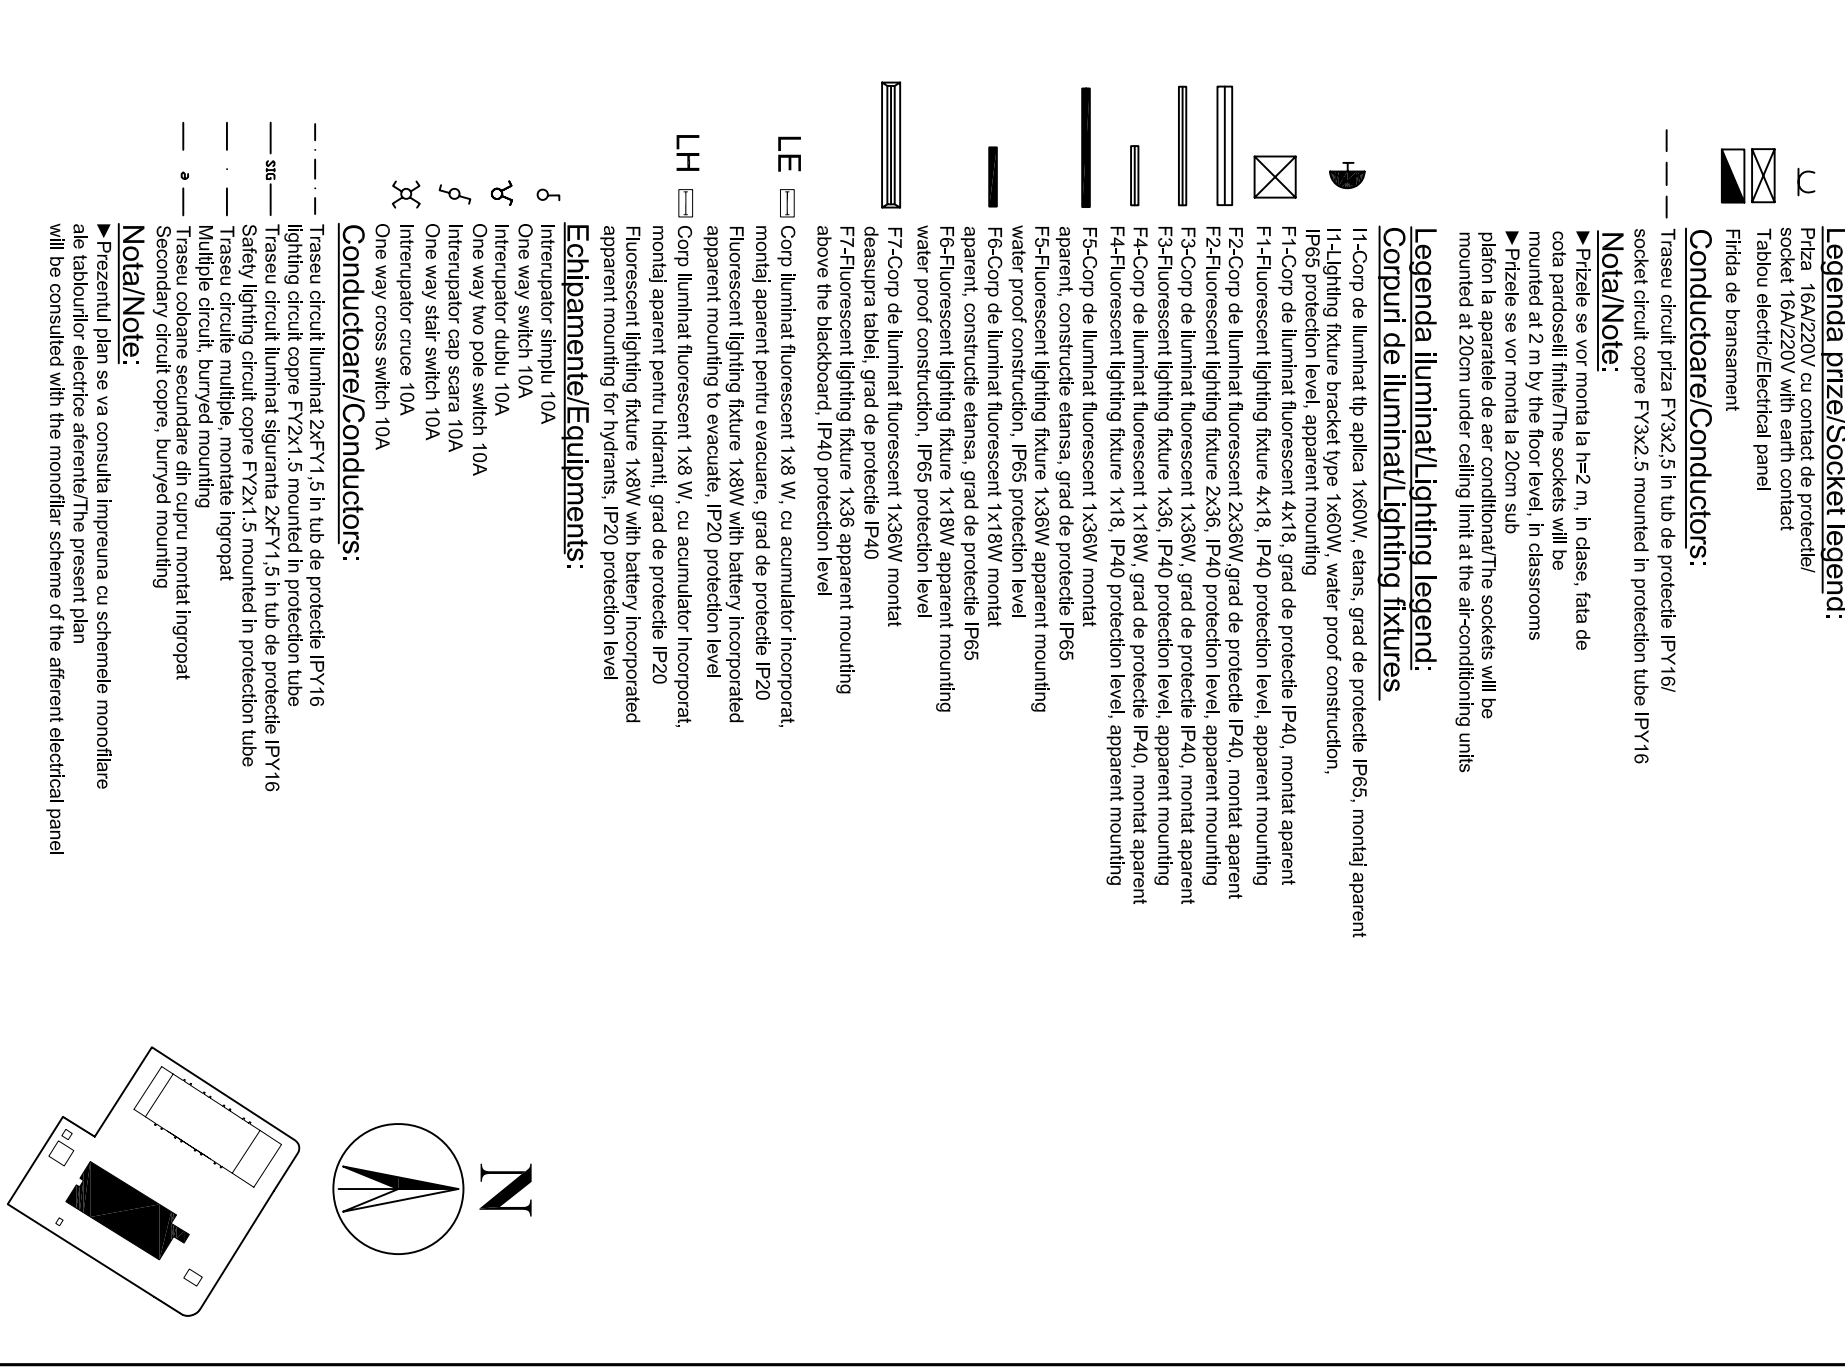 Legenda prize/Socket legend:
Priza 16A/220V cu contact de protectie/
socket 16A/220V with earth contact
Tablou electric/Electrical panel
Firida de bransament
Conductoare/Conductors:
Traseu circuit priza FY3x2,5 in tub de protectie IPY16/
socket circuit copre FY3x2.5 mounted in protection tube IPY16
Nota/Note:
►Prizele se vor monta la h=2 m, in clase, fata de
cota pardoselii finite/The sockets will be
mounted at 2 m by the floor level, in classrooms
►Prizele se vor monta la 20cm sub
plafon la aparatele de aer conditionat/The sockets will be
mounted at 20cm under ceiling limit at the air-conditioning units
Legenda iluminat/Lighting legend:
Corpuri de iluminat/Lighting fixtures
I1-Corp de iluminat tip aplica 1x60W, etans, grad de protectie IP65, montaj aparent
I1-Lighting fixture bracket type 1x60W, water proof construction,
IP65 protection level, apparent mounting
F1-Corp de iluminat fluorescent 4x18, grad de protectie IP40, montat aparent
F1-Fluorescent lighting fixture 4x18, IP40 protection level, apparent mounting
F2-Corp de iluminat fluorescent 2x36W,grad de protectie IP40, montat aparent
F2-Fluorescent lighting fixture 2x36, IP40 protection level, apparent mounting
F3-Corp de iluminat fluorescent 1x36W, grad de protectie IP40, montat aparent
F3-Fluorescent lighting fixture 1x36, IP40 protection level, apparent mounting
F4-Corp de iluminat fluorescent 1x18W, grad de protectie IP40, montat aparent
F4-Fluorescent lighting fixture 1x18, IP40 protection level, apparent mounting
F5-Corp de iluminat fluorescent 1x36W montat
aparent, constructie etansa, grad de protectie IP65
F5-Fluorescent lighting fixture 1x36W apparent mounting
water proof construction, IP65 protection level
F6-Corp de iluminat fluorescent 1x18W montat
aparent, constructie etansa, grad de protectie IP65
F6-Fluorescent lighting fixture 1x18W apparent mounting
water proof construction, IP65 protection level
F7-Corp de iluminat fluorescent 1x36W montat
deasupra tablei, grad de protectie IP40
F7-Fluorescent lighting fixture 1x36 apparent mounting
above the blackboard, IP40 protection level
LE Corp iluminat fluorescent 1x8 W, cu acumulator incorporat,
montaj aparent pentru evacuare, grad de protectie IP20
Fluorescent lighting fixture 1x8W with battery incorporated
apparent mounting to evacuate, IP20 protection level
LH Corp iluminat fluorescent 1x8 W, cu acumulator incorporat,
montaj aparent pentru hidranti, grad de protectie IP20
Fluorescent lighting fixture 1x8W with battery incorporated
apparent mounting for hydrants, IP20 protection level
Echipamente/Equipments:
Intrerupator simplu 10A
One way switch 10A
Intrerupator dublu 10A
One way two pole switch 10A
Intrerupator cap scara 10A
One way stair switch 10A
Intrerupator cruce 10A
One way cross switch 10A
Conductoare/Conductors:
Traseu circuit iluminat 2xFY1,5 in tub de protectie IPY16
lighting circuit copre FY2x1.5 mounted in protection tube
SIG Traseu circuit iluminat siguranta 2xFY1,5 in tub de protectie IPY16
Safety lighting circuit copre FY2x1.5 mounted in protection tube
Traseu circuite multiple, montate ingropat
Multiple circuit, burryed mounting
a Traseu coloane secundare din cupru montat ingropat
Secondary circuit copre, burryed mounting
Nota/Note:
►Prezentul plan se va consulta impreuna cu schemele monofilare
ale tablourilor electrice aferente/The present plan
will be consulted with the monofilar scheme of the afferent electrical panel
N